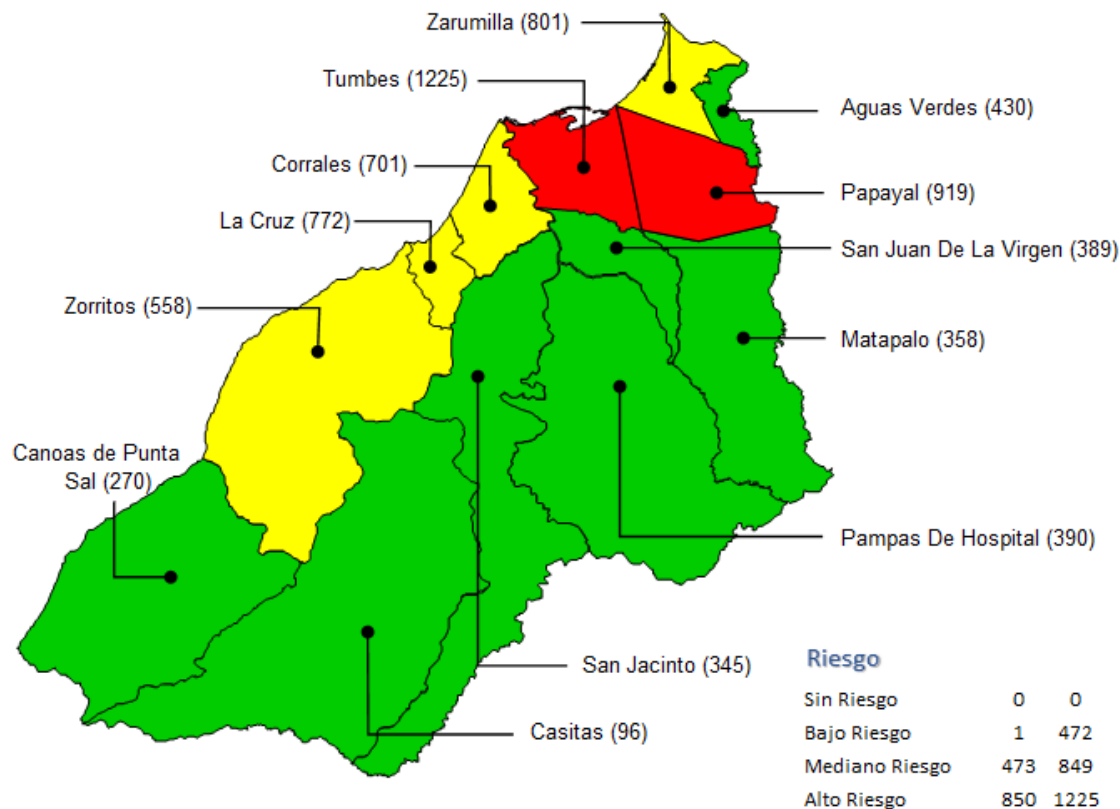 Zarumilla (801)
Tumbes (1225)
Aguas Verdes (430)
Corrales (701)
Papayal (919)
La Cruz (772)
San Juan De La Virgen (389)
Zorritos (558)
Matapalo (358)
Canoas de Punta
Sal (270)
Pampas De Hospital (390)
San Jacinto (345)
Casitas (96)
Riesgo
Sin Riesgo 0 0
Bajo Riesgo 1 472
Mediano Riesgo 473 849
Alto Riesgo 850 1225